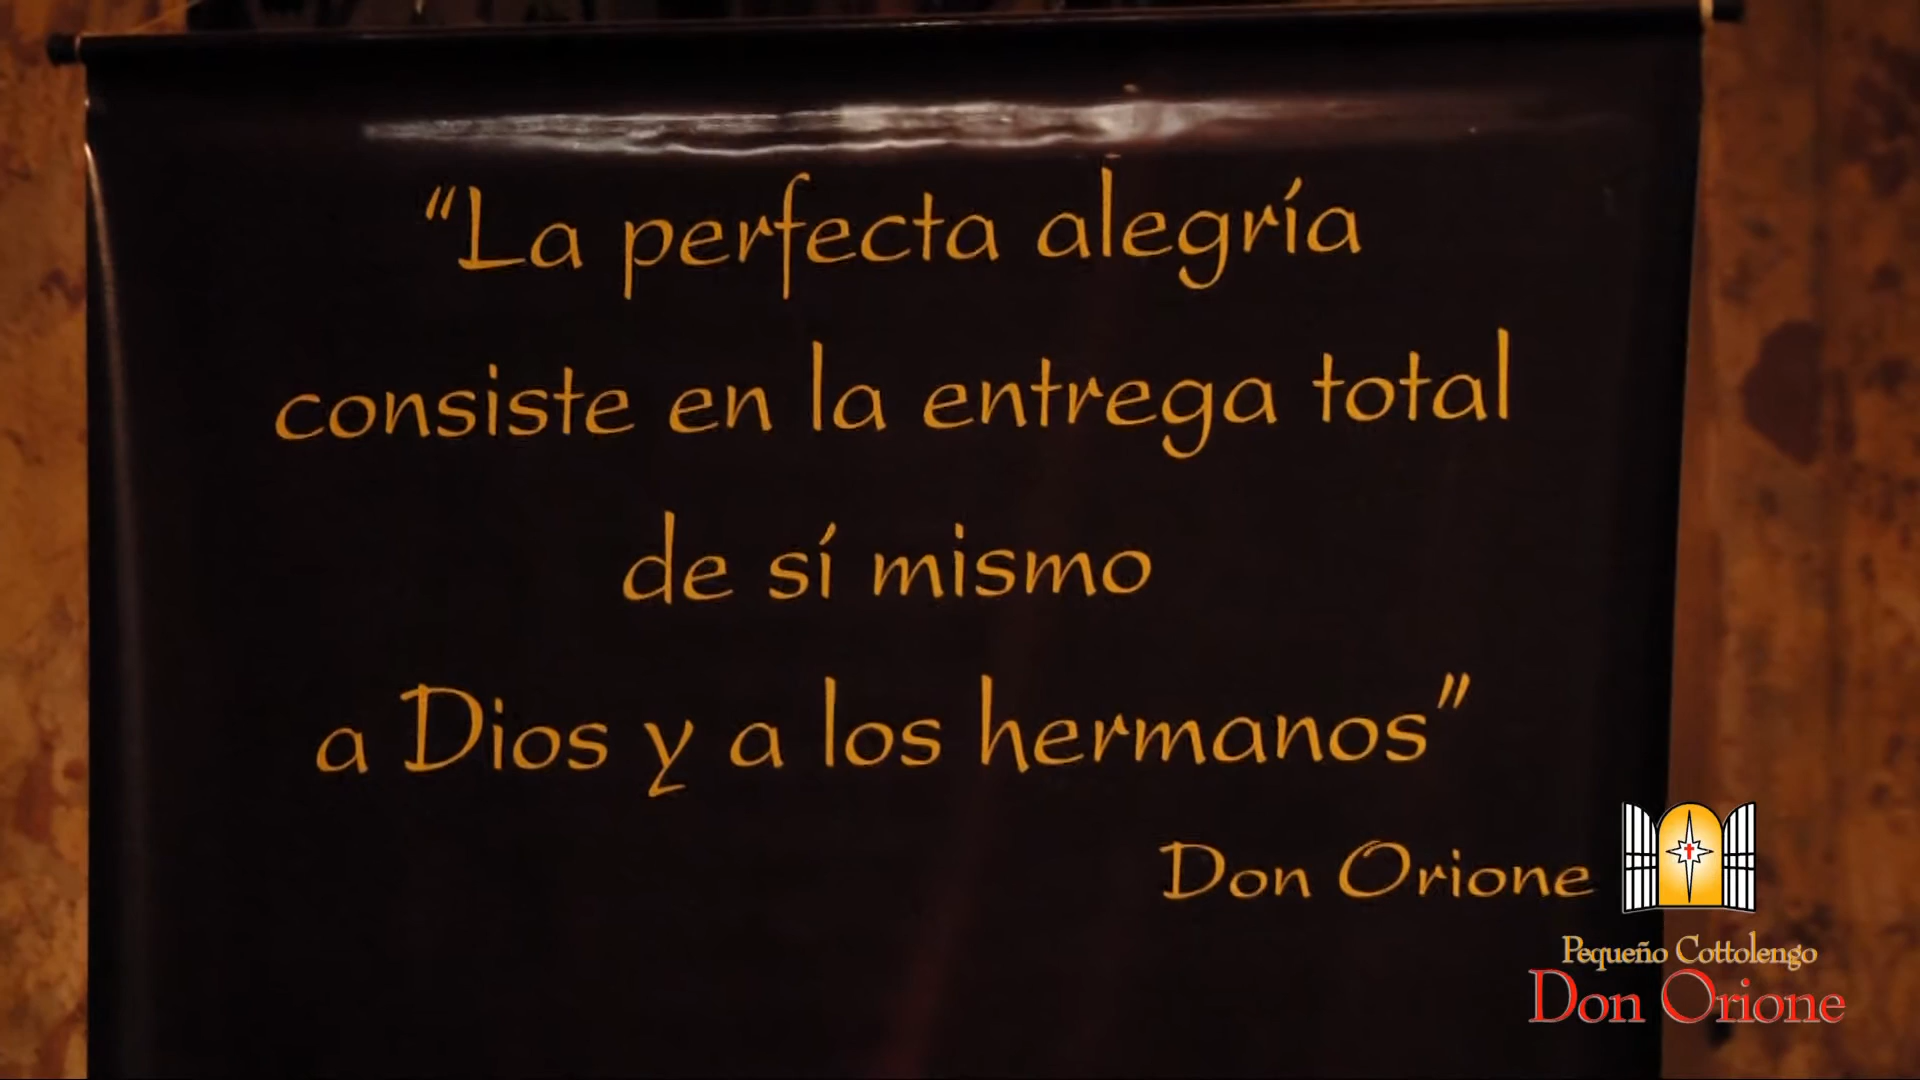 “La perfecta alegría
consiste en la entrega total
de sí mismo
a Dios y a los hermanos”
Don Orione
Pequeño Cottolengo
Don Orione